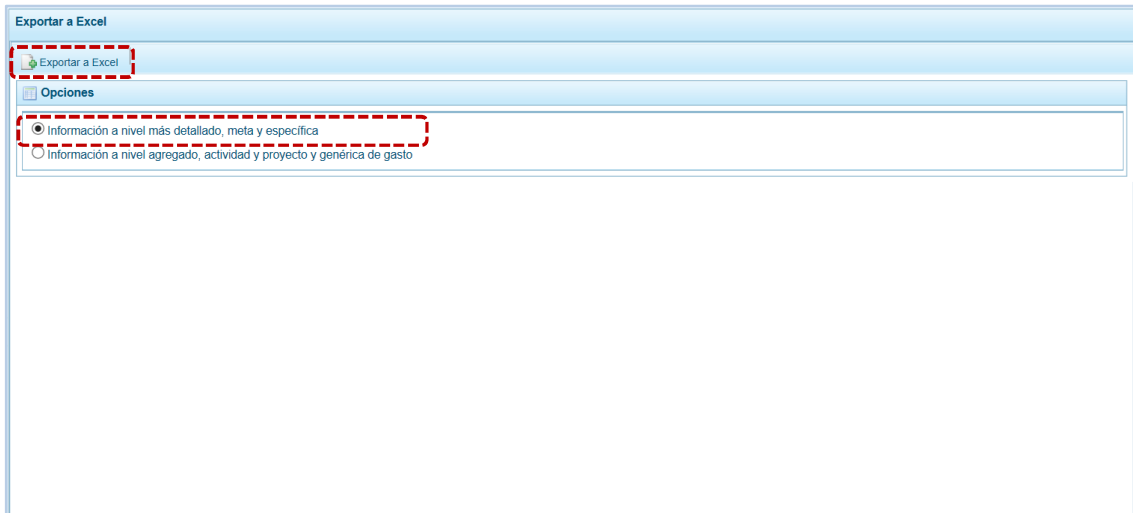 Exportar a Excel
Exportar a Excel
Opciones
Información a nivel más detallado, meta y específica
Información a nivel agregado, actividad y proyecto y genérica de gasto